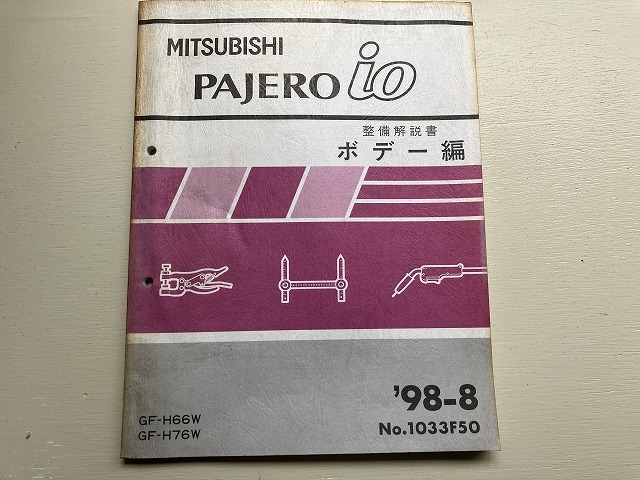 MITSUBISHI
PAJERO io
整備解説書
ボデー編
'98-8
No.1033F50
GF-H66W
GF-H76W